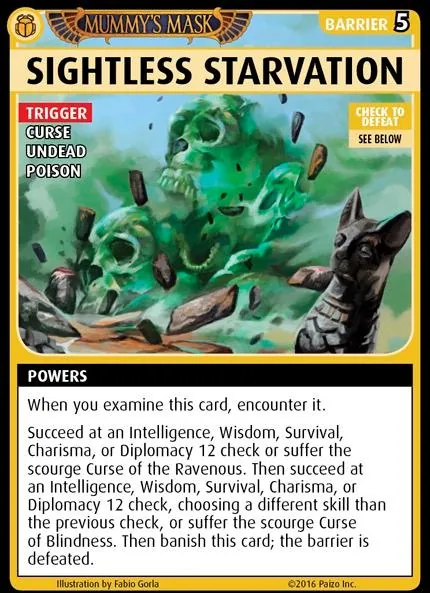 MUMMY'S MASK
BARRIER 5
SIGHTLESS STARVATION
TRIGGER
CURSE
UNDEAD
POISON
CHECK TO
DEFEAT
SEE BELOW
POWERS
When you examine this card, encounter it.
Succeed at an Intelligence, Wisdom, Survival,
Charisma, or Diplomacy 12 check or suffer the
scourge Curse of the Ravenous. Then succeed at
an Intelligence, Wisdom, Survival, Charisma, or
Diplomacy 12 check, choosing a different skill than
the previous check, or suffer the scourge Curse
of Blindness. Then banish this card; the barrier is
defeated.
Illustration by Fabio Gorla
©2016 Paizo Inc.